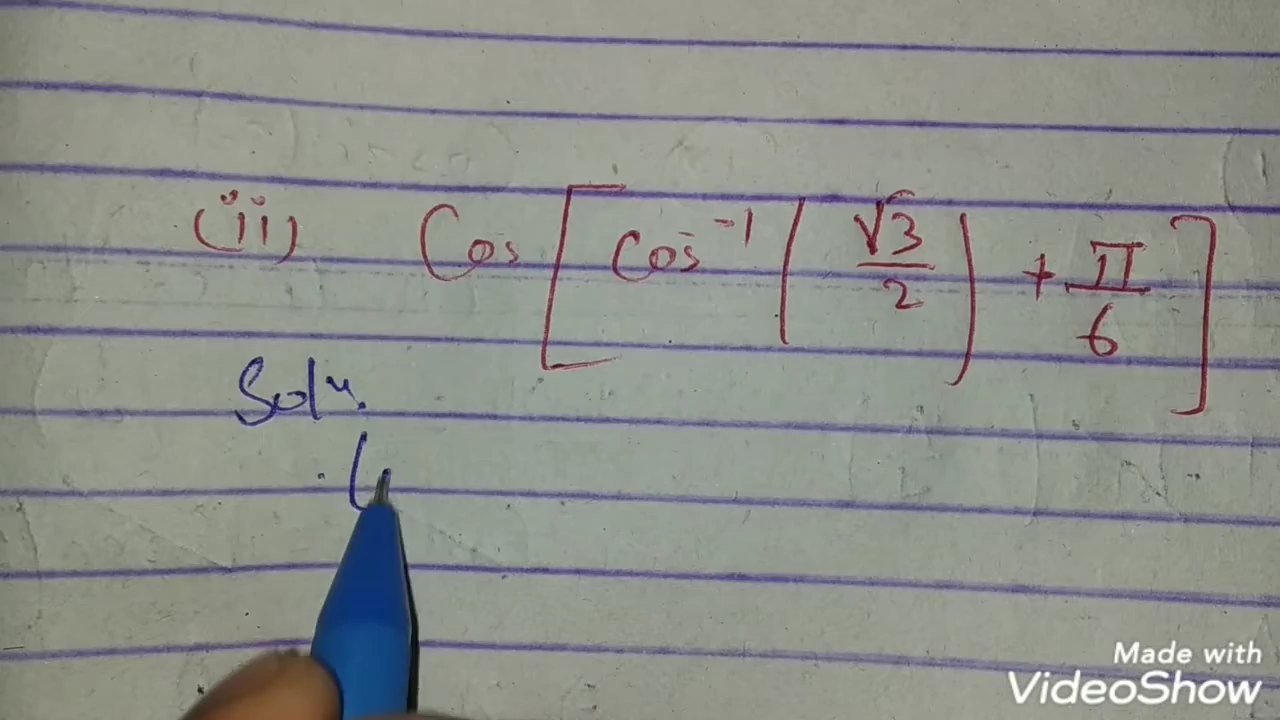 (ii) Cos [ Cos⁻¹ ( √3/2 ) + π/6 ]
Solⁿ.
Made with
VideoShow